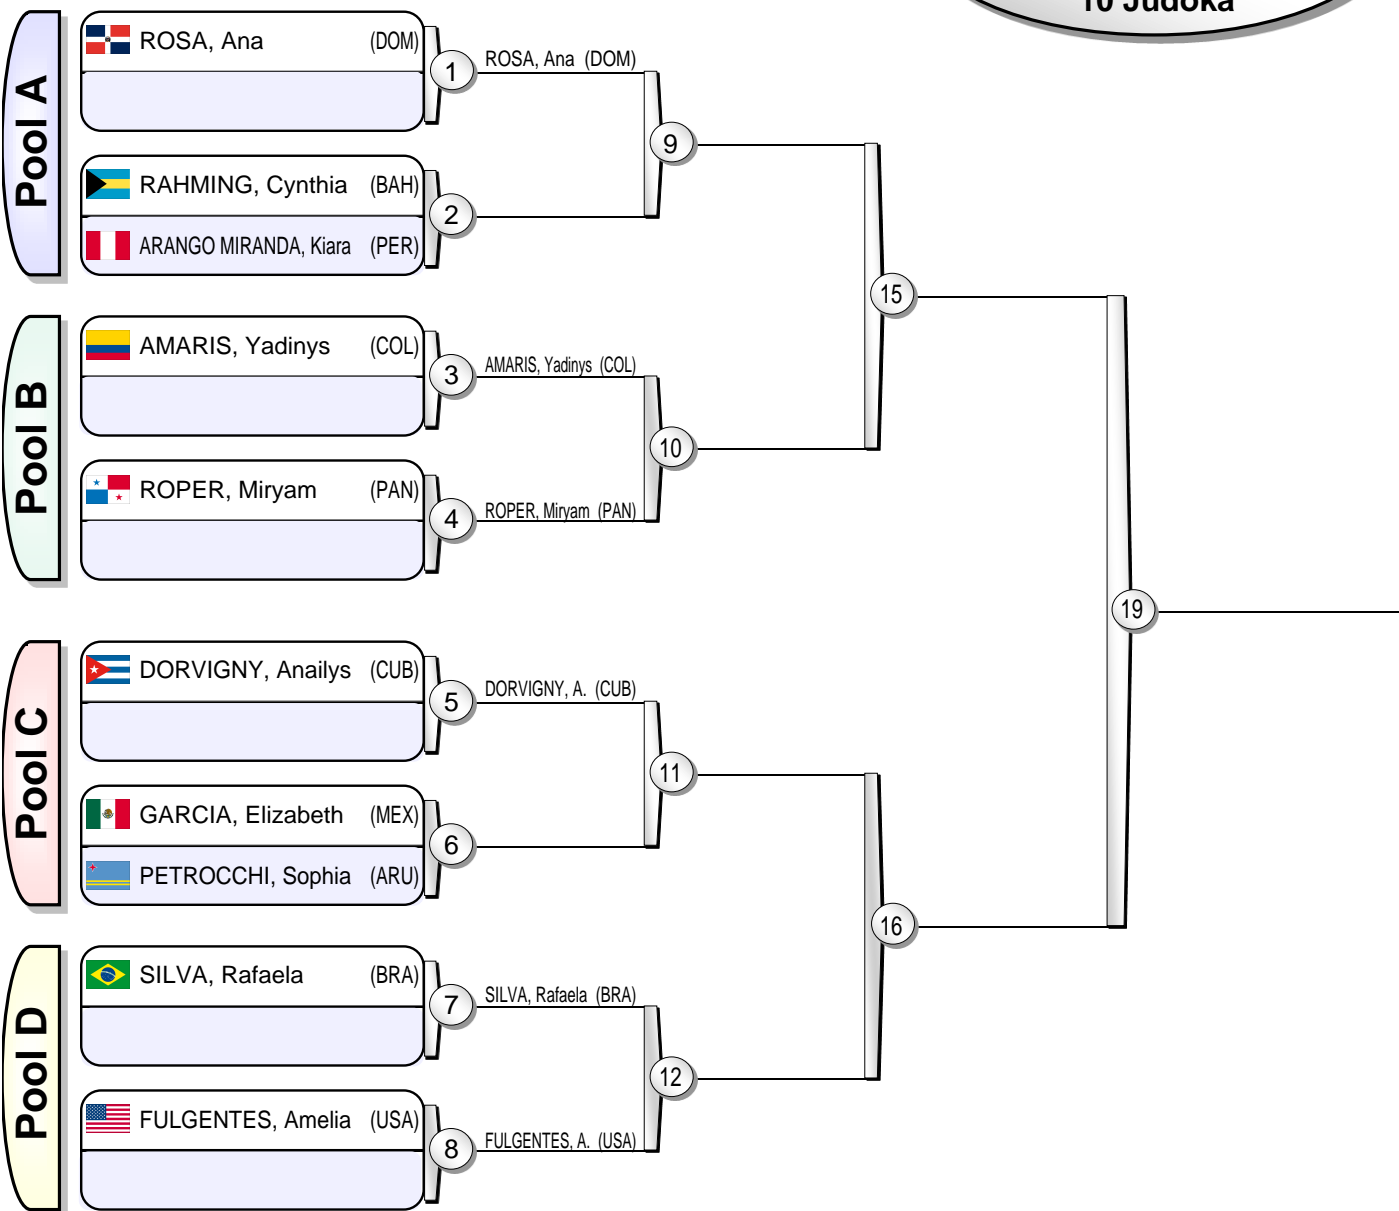 10 Judoka
Pool A
ROSA, Ana (DOM)
1
ROSA, Ana (DOM)
9
RAHMING, Cynthia (BAH)
2
ARANGO MIRANDA, Kiara (PER)
15
Pool B
AMARIS, Yadinys (COL)
3
AMARIS, Yadinys (COL)
10
ROPER, Miryam (PAN)
4
ROPER, Miryam (PAN)
19
Pool C
DORVIGNY, Anailys (CUB)
5
DORVIGNY, A. (CUB)
11
GARCIA, Elizabeth (MEX)
6
PETROCCHI, Sophia (ARU)
16
Pool D
SILVA, Rafaela (BRA)
7
SILVA, Rafaela (BRA)
12
FULGENTES, Amelia (USA)
8
FULGENTES, A. (USA)